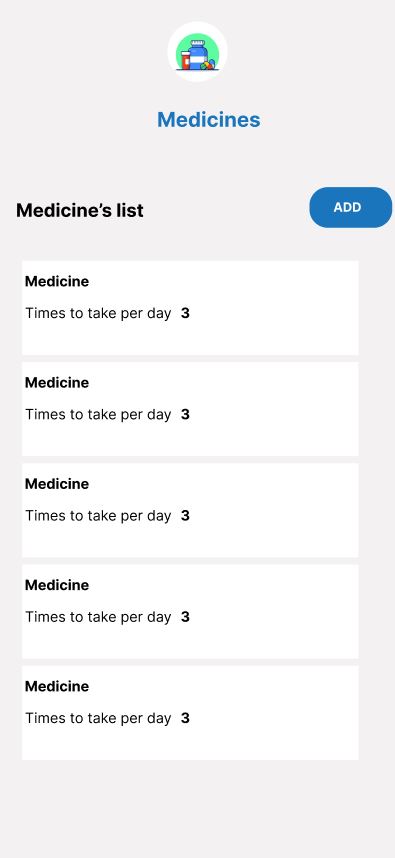 Medicines
Medicine’s list
ADD
Medicine
Times to take per day 3
Medicine
Times to take per day 3
Medicine
Times to take per day 3
Medicine
Times to take per day 3
Medicine
Times to take per day 3